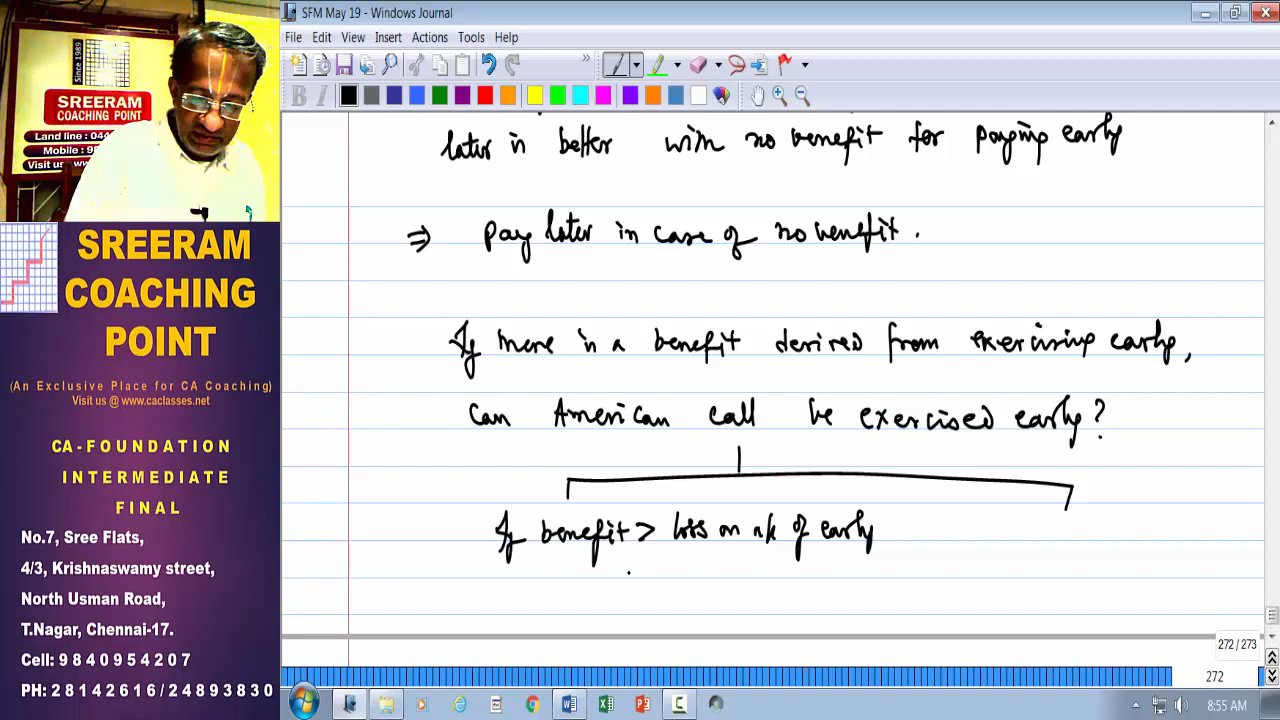 SFM May 19 - Windows Journal
File Edit View Insert Actions Tools Help
later is better with no benefit for paying early
⇒ pay later in case of no benefit.
If there is a benefit derived from exercising early,
can American call be exercised early?
If benefit > loss on a/c of early
272/273
272
8:55 AM
Since 1989
SREERAM
COACHING POINT
Land line : 044
Mobile : 9
Visit us :
SREERAM
COACHING
POINT
(An Exclusive Place for CA Coaching)
Visit us @ www.caclasses.net
CA-FOUNDATION
INTERMEDIATE
FINAL
No.7, Sree Flats,
4/3, Krishnaswamy street,
North Usman Road,
T.Nagar, Chennai-17.
Cell: 9840954207
PH: 28142616/24893830